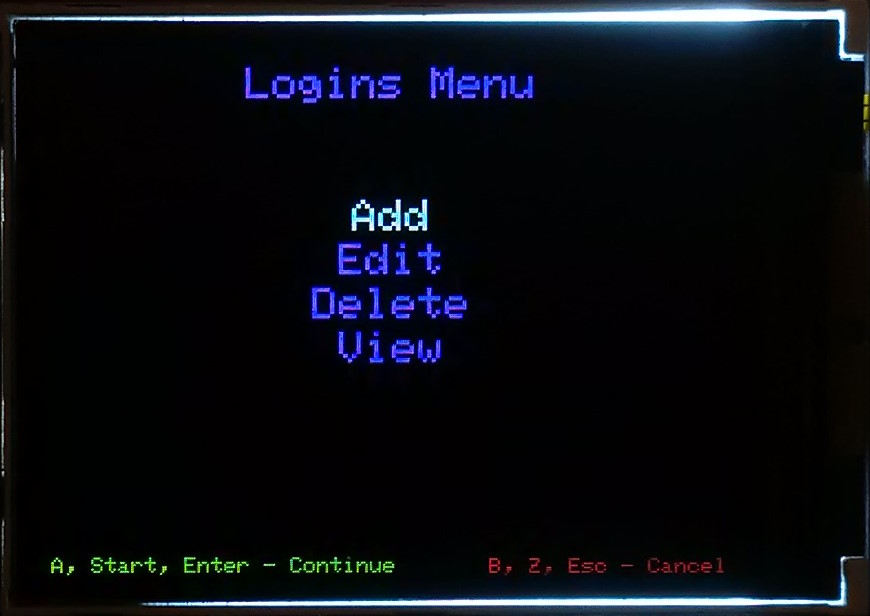 Logins Menu
Add
Edit
Delete
View
A, Start, Enter - Continue B, Z, Esc - Cancel